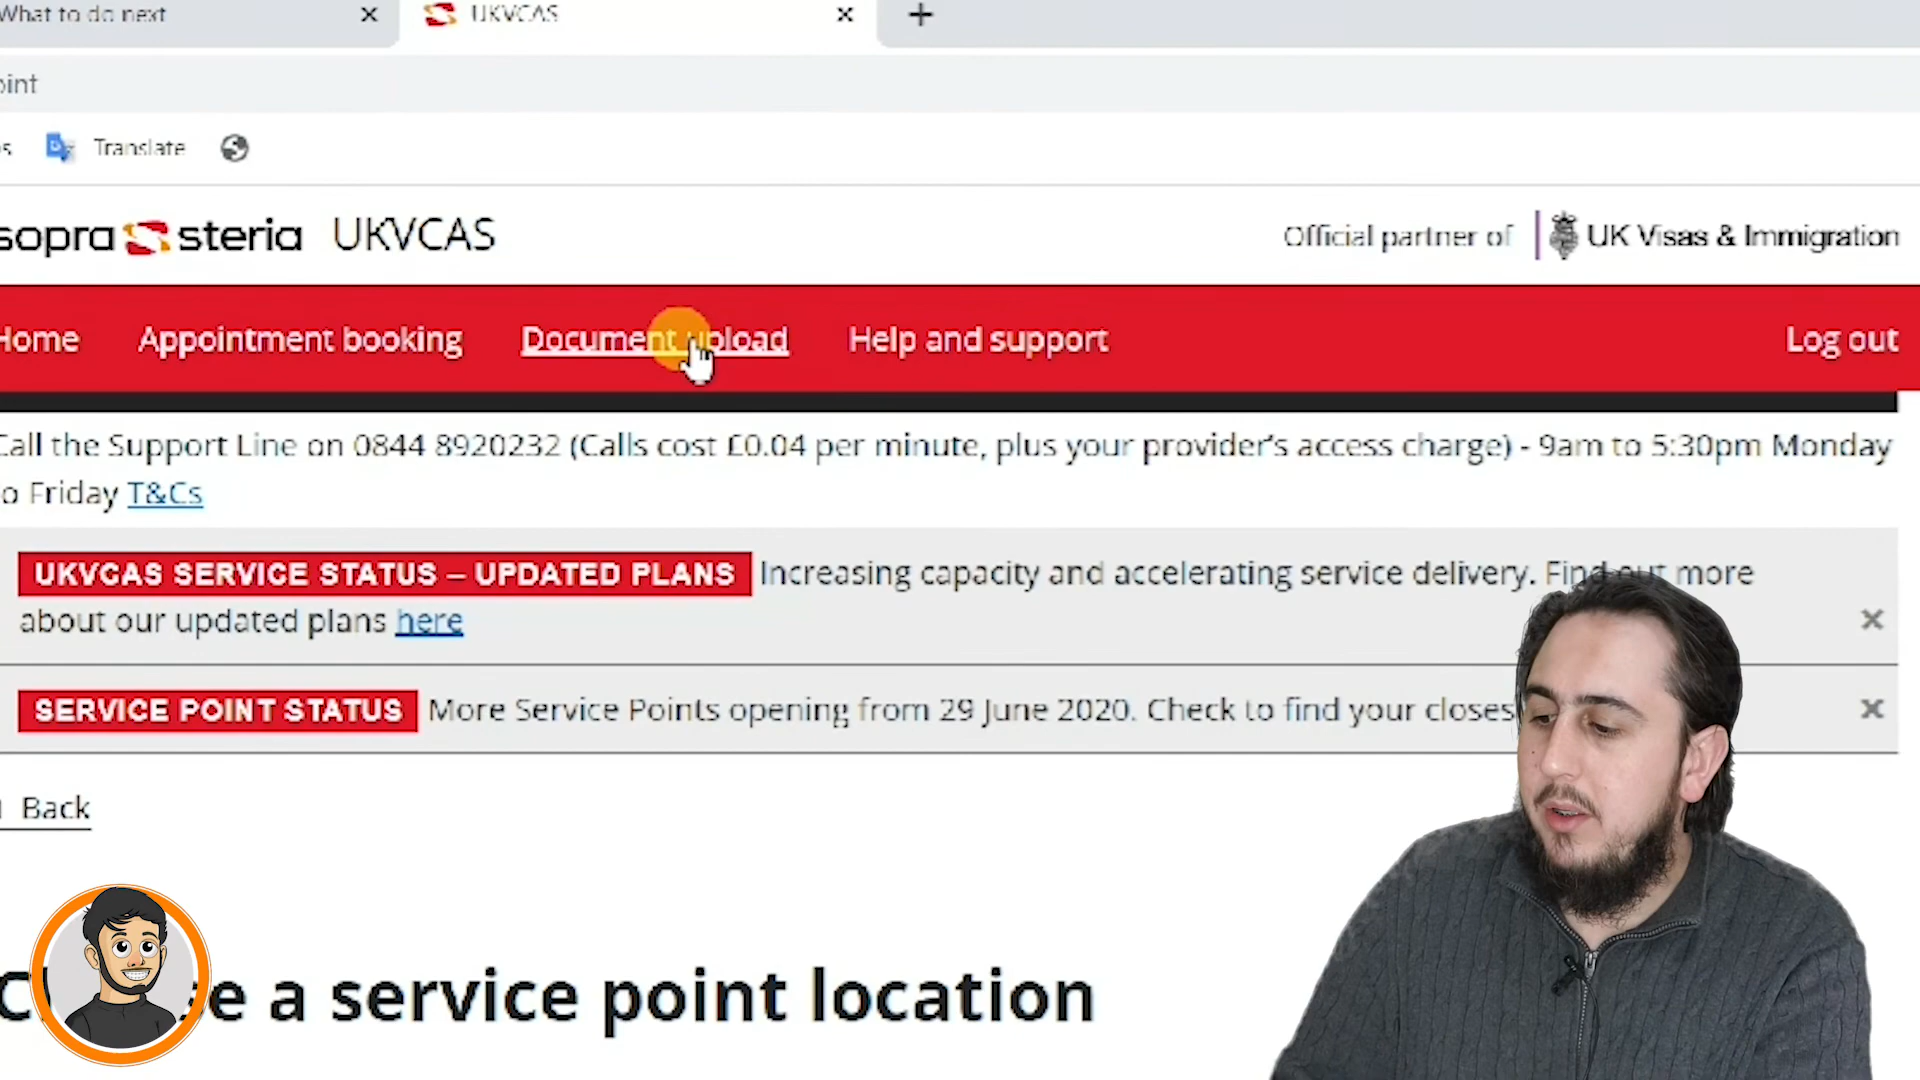 What to do next
UKVCAS
oint
s
Translate
sopra steria UKVCAS
Official partner of UK Visas & Immigration
Home
Appointment booking
Document upload
Help and support
Log out
Call the Support Line on 0844 8920232 (Calls cost £0.04 per minute, plus your provider's access charge) - 9am to 5:30pm Monday
o Friday T&Cs
UKVCAS SERVICE STATUS – UPDATED PLANS Increasing capacity and accelerating service delivery. Find out more
about our updated plans here
SERVICE POINT STATUS More Service Points opening from 29 June 2020. Check to find your closes
Back
e a service point location